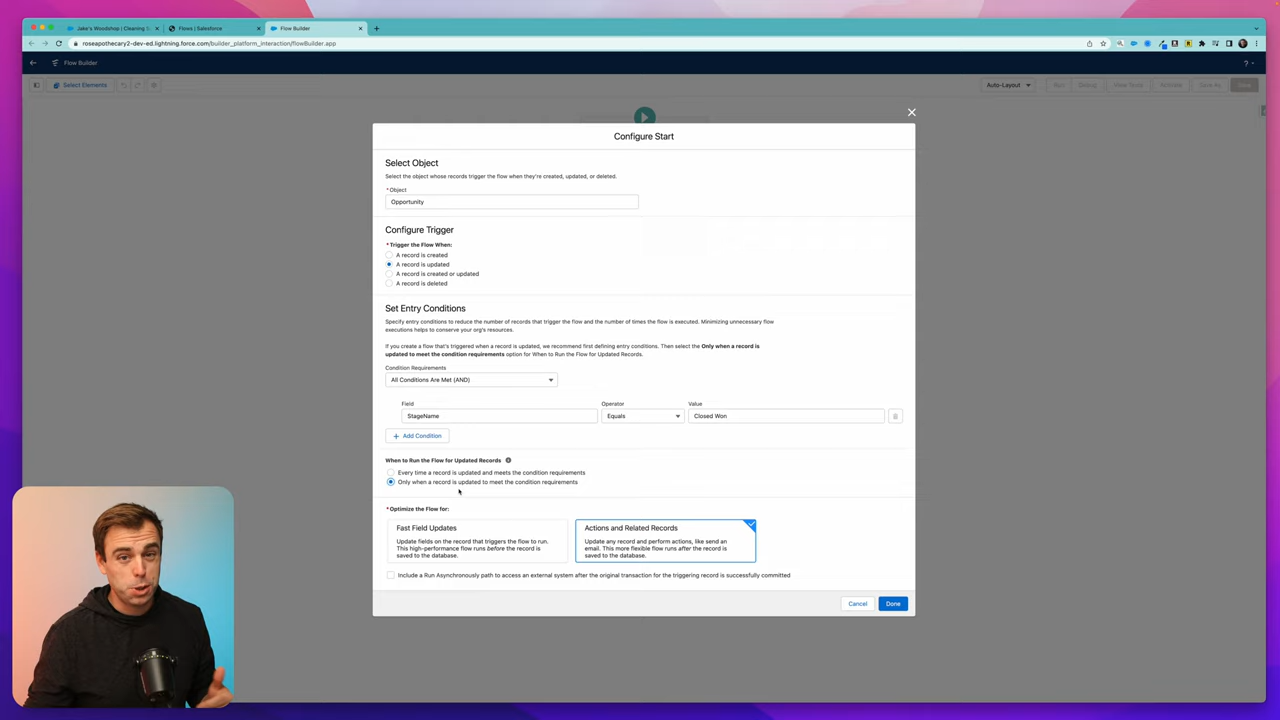 Jake's Woodshop | Cleaning S
Flows | Salesforce
Flow Builder
roseapothecary2-dev-ed.lightning.force.com/builder_platform_interaction/flowBuilder.app
Flow Builder
?
Select Elements
Auto-Layout
Run
Debug
View Tests
Activate
Save As
Save
Configure Start
Select Object
Select the object whose records trigger the flow when they're created, updated, or deleted.
*Object
Opportunity
Configure Trigger
*Trigger the Flow When:
A record is created
A record is updated
A record is created or updated
A record is deleted
Set Entry Conditions
Specify entry conditions to reduce the number of records that trigger the flow and the number of times the flow is executed. Minimizing unnecessary flow
executions helps to conserve your org's resources.
If you create a flow that's triggered when a record is updated, we recommend first defining entry conditions. Then select the Only when a record is
updated to meet the condition requirements option for When to Run the Flow for Updated Records.
Condition Requirements
All Conditions Are Met (AND)
Field Operator Value
StageName Equals Closed Won
+ Add Condition
When to Run the Flow for Updated Records
Every time a record is updated and meets the condition requirements
Only when a record is updated to meet the condition requirements
*Optimize the Flow for:
Fast Field Updates
Update fields on the record that triggers the flow to run.
This high-performance flow runs before the record is
saved to the database.
Actions and Related Records
Update any record and perform actions, like send an
email. This more flexible flow runs after the record is
saved to the database.
Include a Run Asynchronously path to access an external system after the original transaction for the triggering record is successfully committed
Cancel
Done